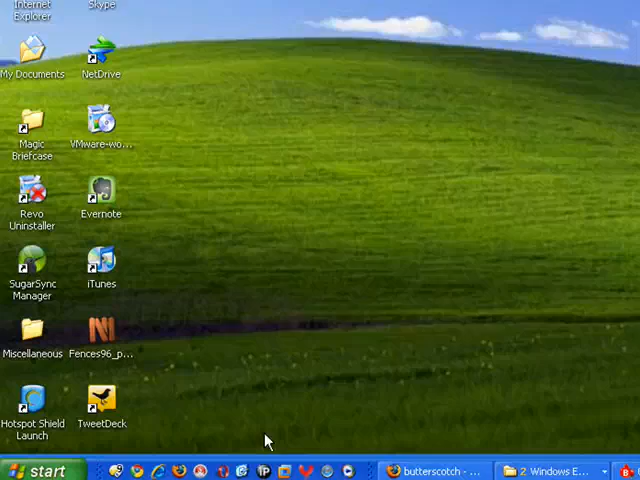 Internet
Explorer
Skype
My Documents
NetDrive
Magic
Briefcase
VMware-wo...
Revo
Uninstaller
Evernote
SugarSync
Manager
iTunes
Miscellaneous
Fences96_p...
Hotspot Shield
Launch
TweetDeck
start
butterscotch - ...
2 Windows E...